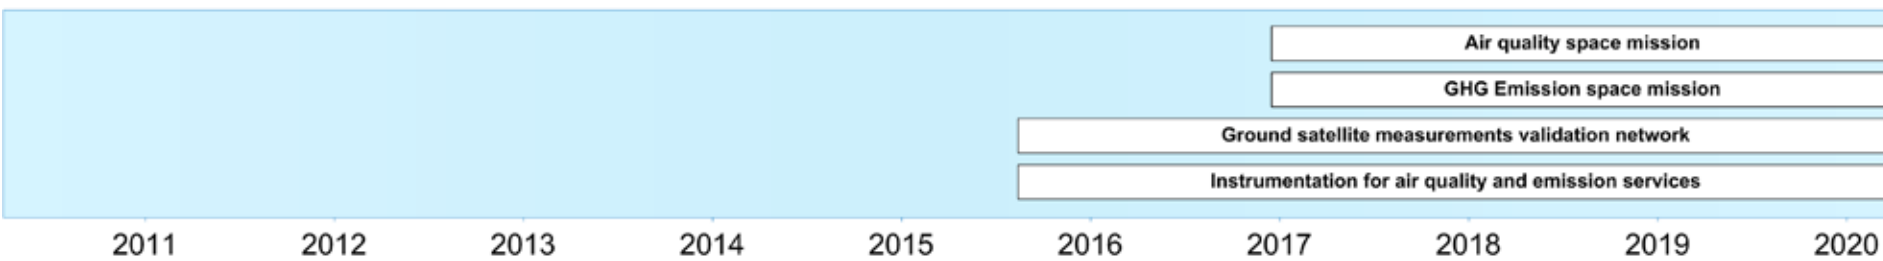 Air quality space mission
GHG Emission space mission
Ground satellite measurements validation network
Instrumentation for air quality and emission services
2011 2012 2013 2014 2015 2016 2017 2018 2019 2020